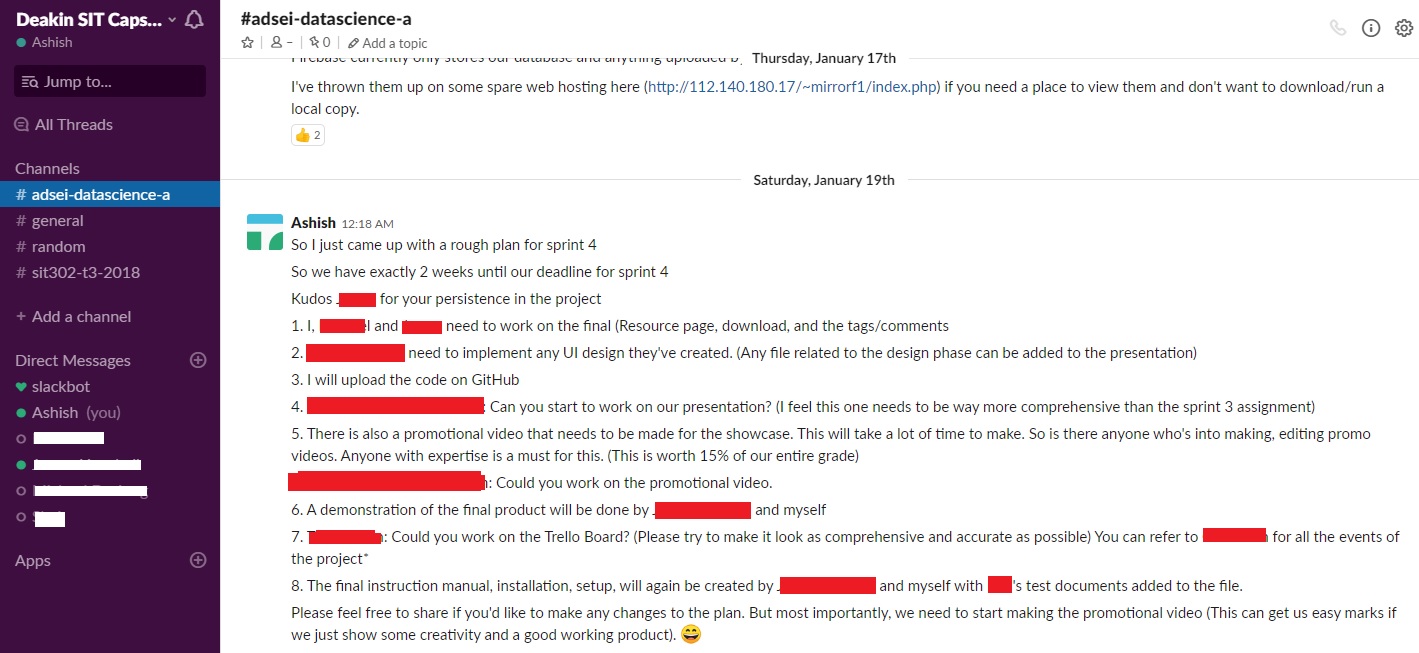 Deakin SIT Caps...
Ashish
Jump to...
All Threads
Channels
# adsei-datascience-a
# general
# random
# sit302-t3-2018
+ Add a channel
Direct Messages
slackbot
Ashish (you)
Apps
#adsei-datascience-a
– | 0 | Add a topic
Firebase currently only stores our database and anything uploaded
Thursday, January 17th
I've thrown them up on some spare web hosting here (http://112.140.180.17/~mirrorf1/index.php) if you need a place to view them and don't want to download/run a
local copy.
👍 2
Saturday, January 19th
Ashish 12:18 AM
So I just came up with a rough plan for sprint 4
So we have exactly 2 weeks until our deadline for sprint 4
Kudos for your persistence in the project
1. I, and need to work on the final (Resource page, download, and the tags/comments
2. need to implement any UI design they've created. (Any file related to the design phase can be added to the presentation)
3. I will upload the code on GitHub
4. : Can you start to work on our presentation? (I feel this one needs to be way more comprehensive than the sprint 3 assignment)
5. There is also a promotional video that needs to be made for the showcase. This will take a lot of time to make. So is there anyone who's into making, editing promo
videos. Anyone with expertise is a must for this. (This is worth 15% of our entire grade)
: Could you work on the promotional video.
6. A demonstration of the final product will be done by and myself
7. : Could you work on the Trello Board? (Please try to make it look as comprehensive and accurate as possible) You can refer to for all the events of
the project*
8. The final instruction manual, installation, setup, will again be created by and myself with 's test documents added to the file.
Please feel free to share if you'd like to make any changes to the plan. But most importantly, we need to start making the promotional video (This can get us easy marks if
we just show some creativity and a good working product). 😄